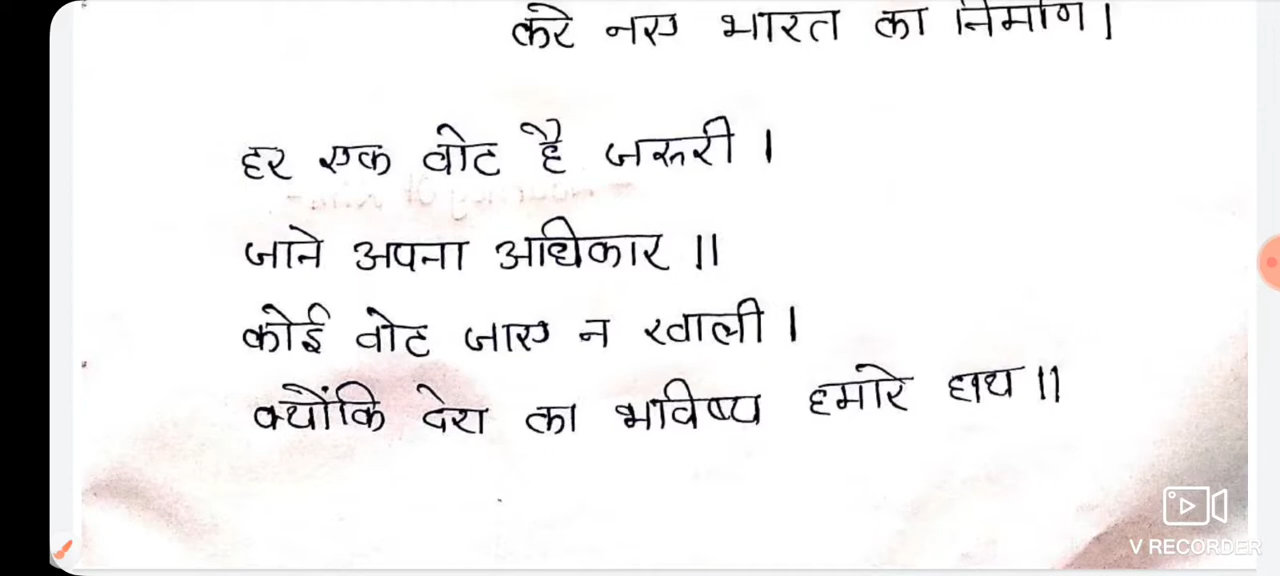 करे नए भारत का निर्माण।
हर एक वोट है जरूरी।
जाने अपना अधिकार॥
कोई वोट जाए न खाली।
क्योंकि देश का भविष्य हमारे हाथ॥
V RECORDER